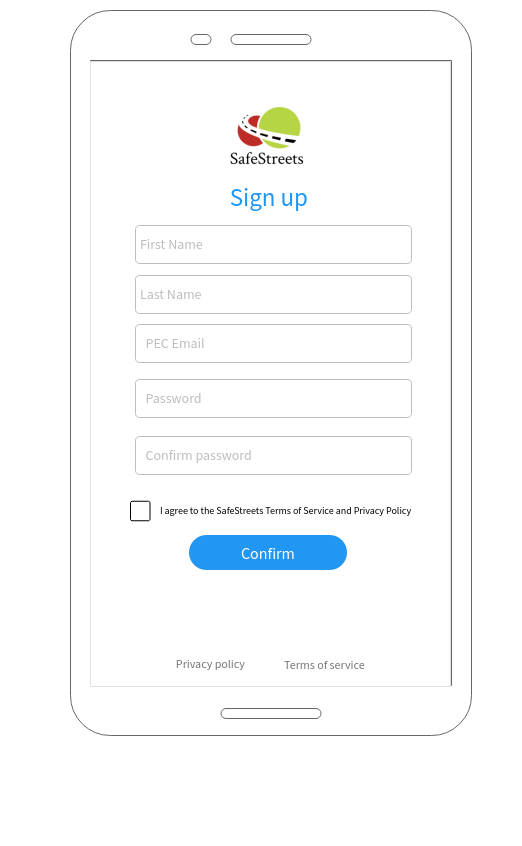 SafeStreets
Sign up
First Name
Last Name
PEC Email
Password
Confirm password
I agree to the SafeStreets Terms of Service and Privacy Policy
Confirm
Privacy policy Terms of service